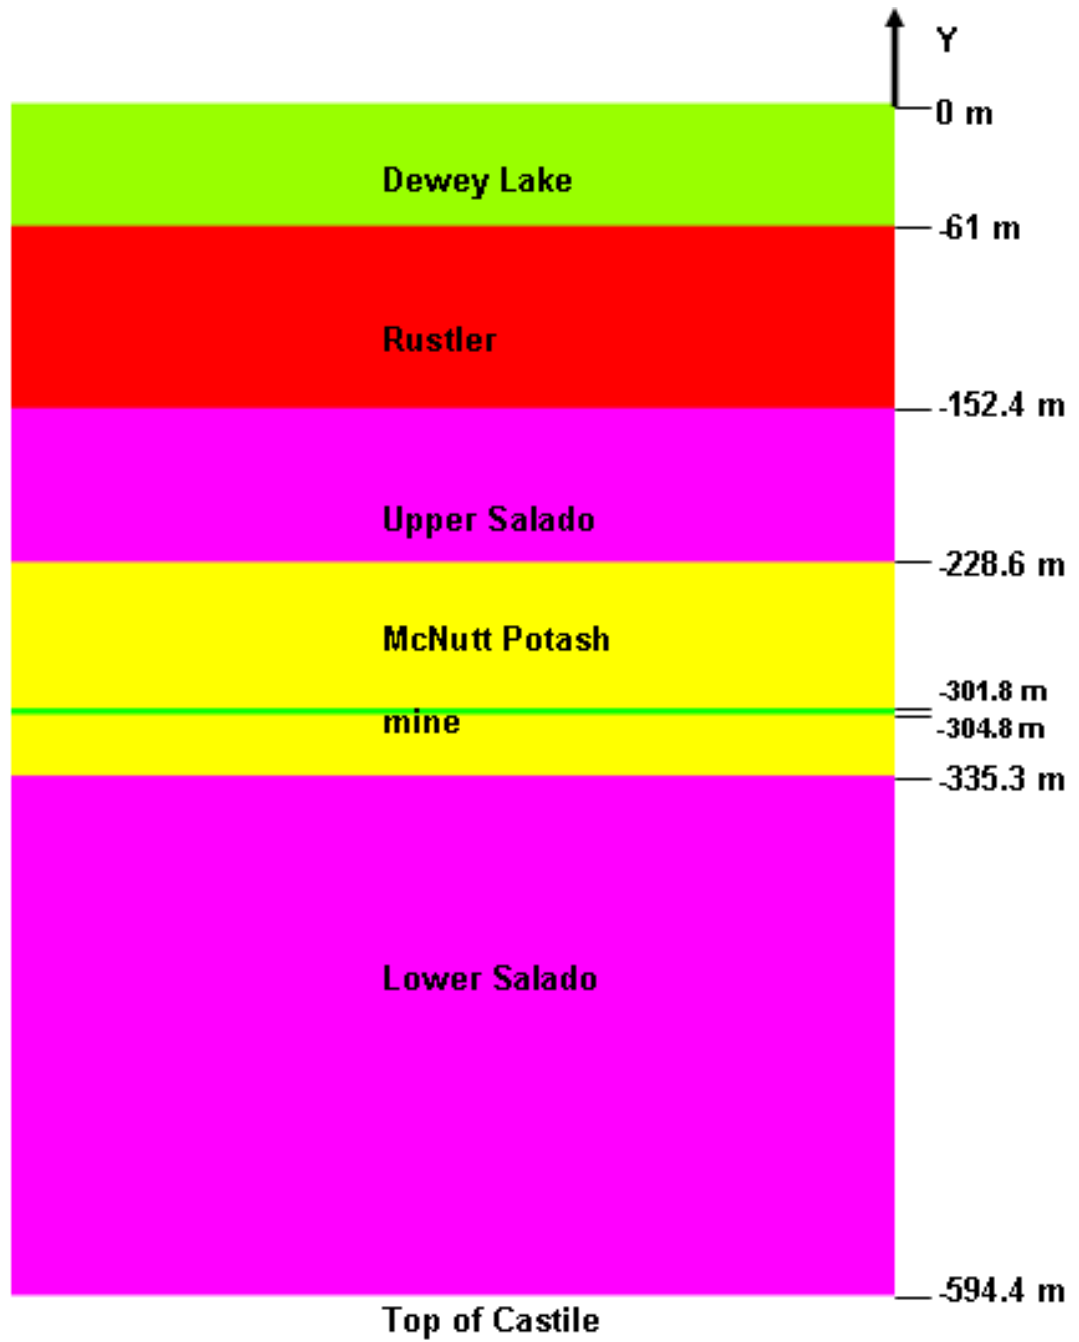 Y
0 m
Dewey Lake
-61 m
Rustler
-152.4 m
Upper Salado
-228.6 m
McNutt Potash
-301.8 m
mine
-304.8 m
-335.3 m
Lower Salado
-594.4 m
Top of Castile